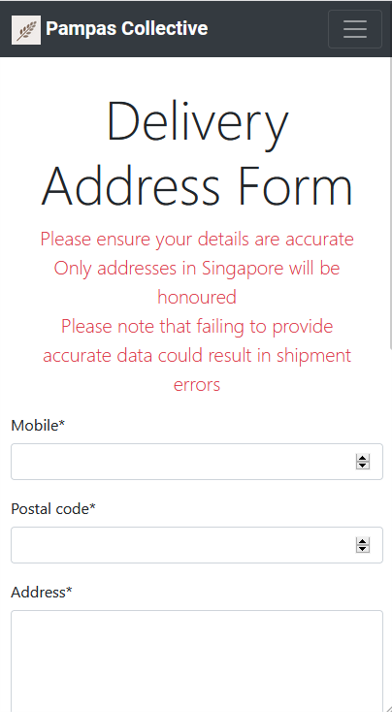 Pampas Collective
Delivery
Address Form
Please ensure your details are accurate
Only addresses in Singapore will be
honoured
Please note that failing to provide
accurate data could result in shipment
errors
Mobile*
Postal code*
Address*